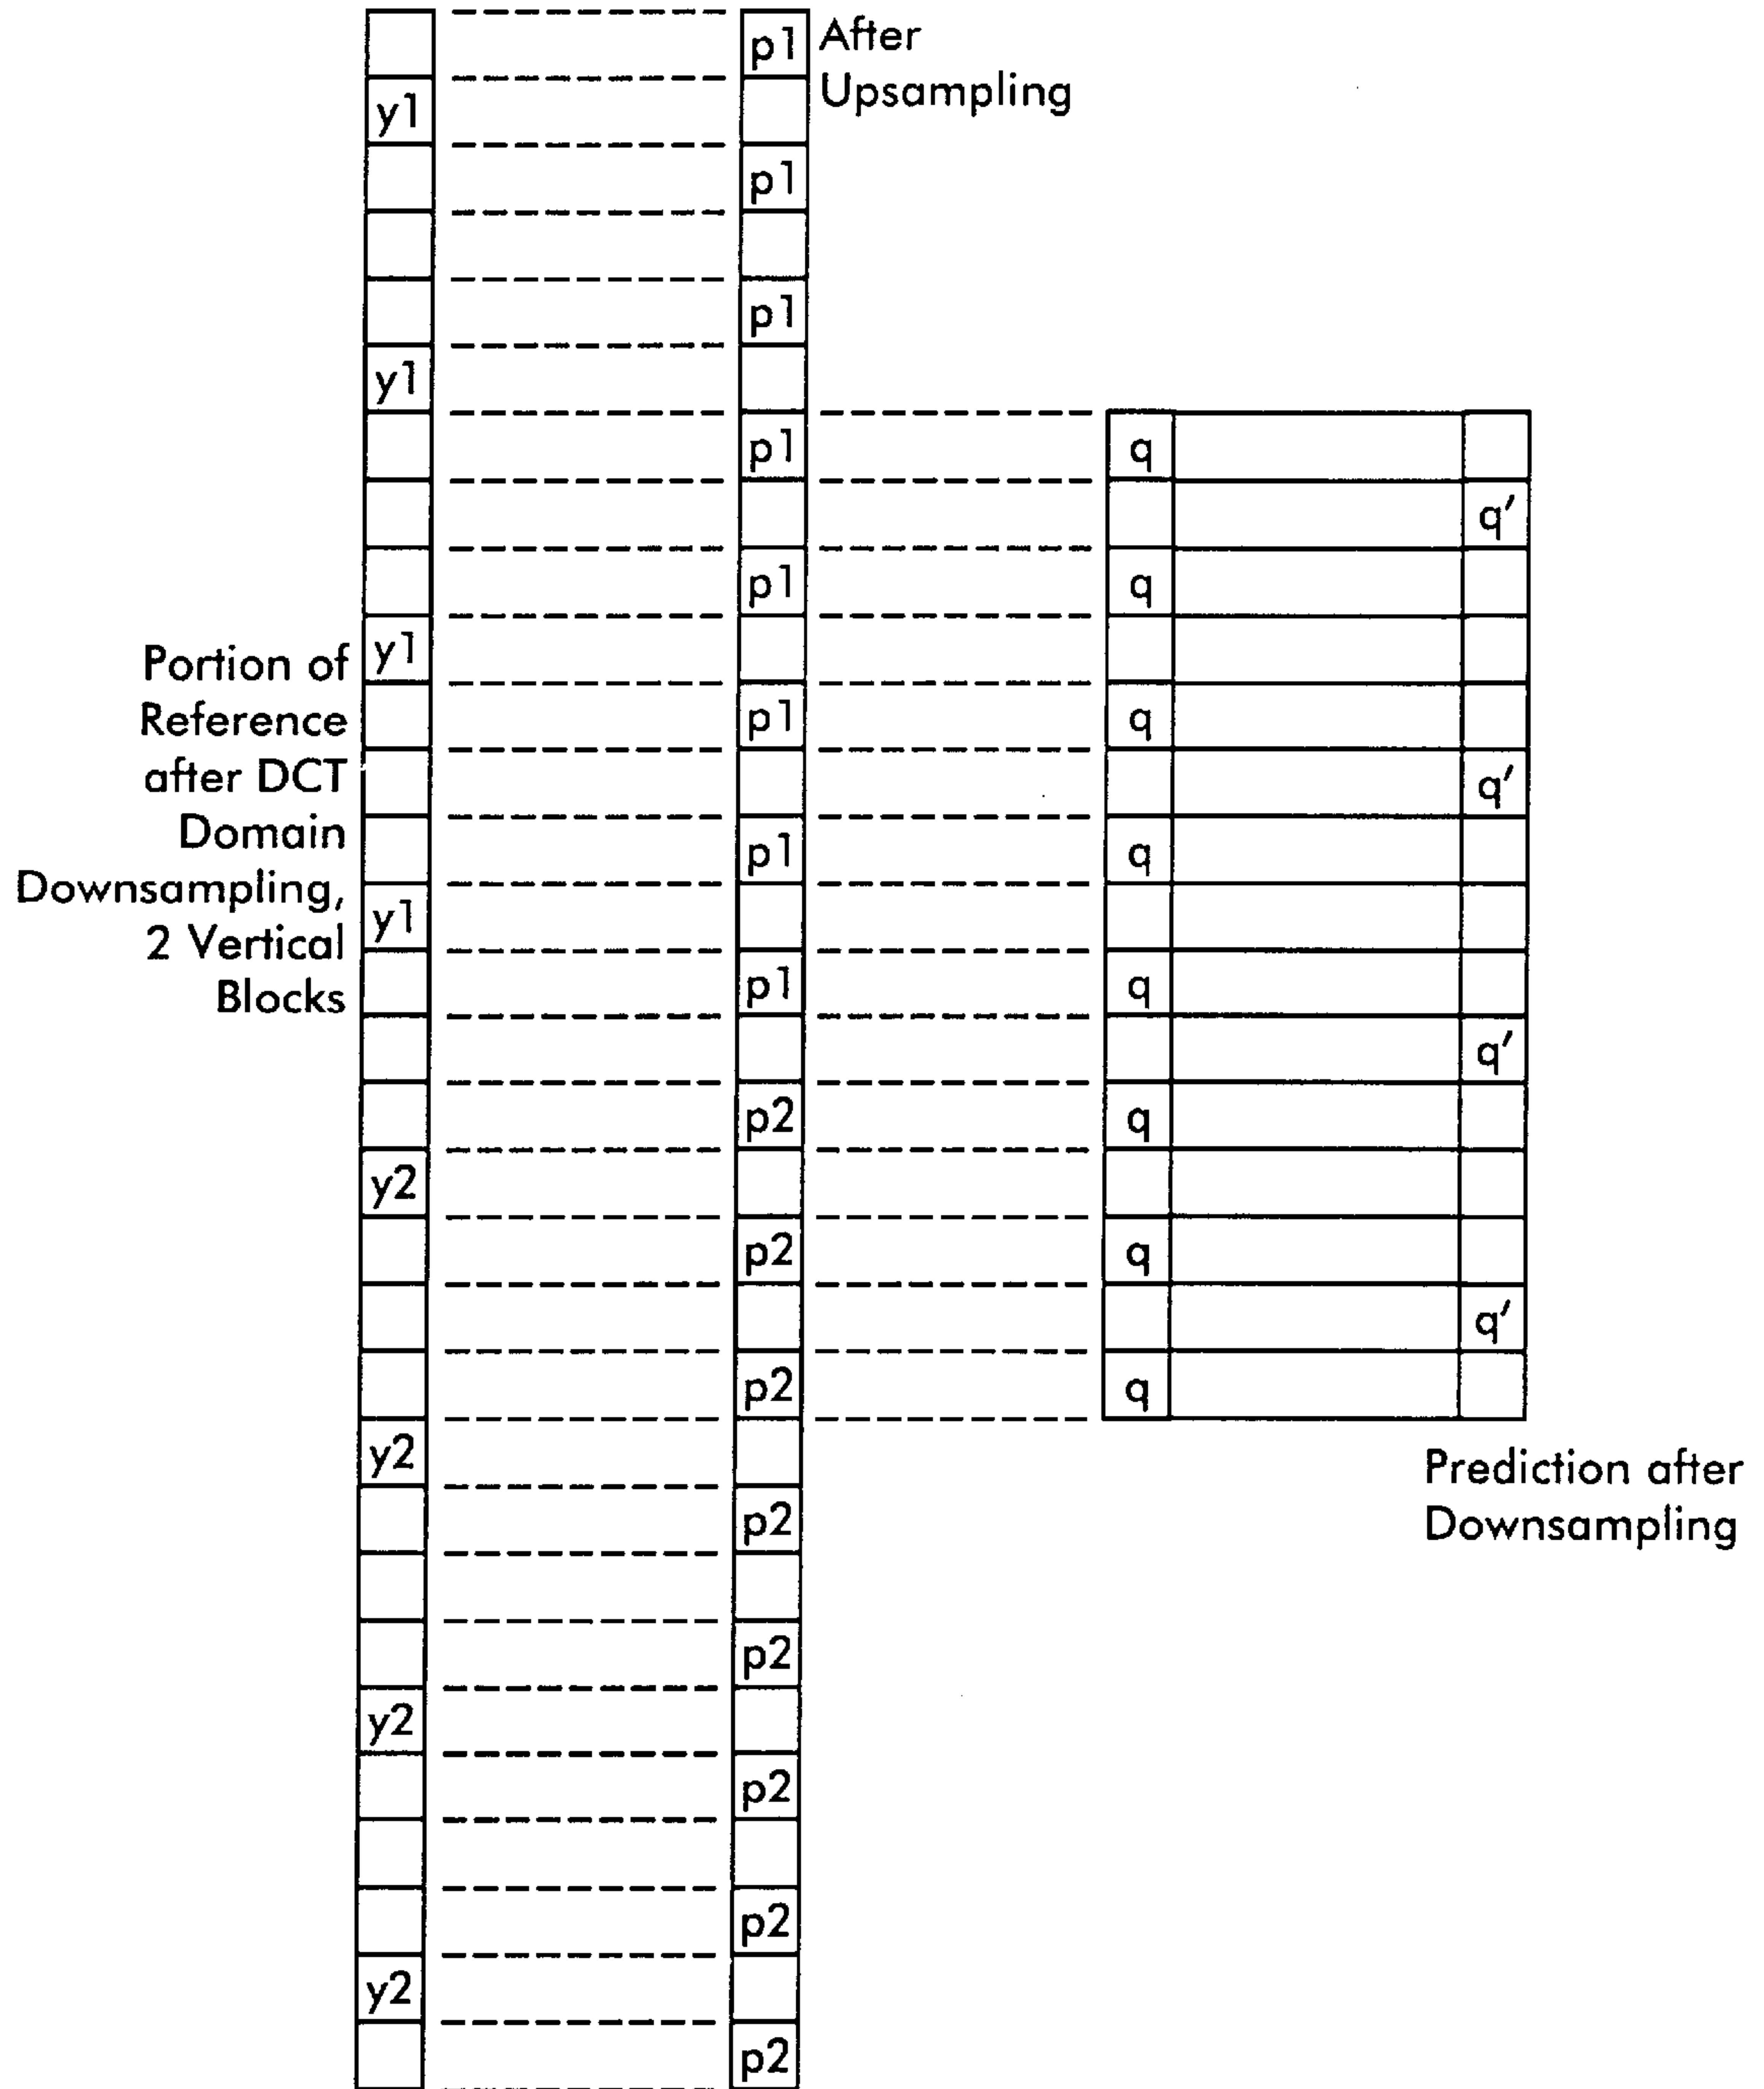 p1 After
Upsampling
y1
p1
p1
y1
p1 q
q'
p1 q
Portion of y1
Reference p1 q
after DCT q'
Domain p1 q
Downsampling, y1
2 Vertical
Blocks p1 q
q'
p2 q
y2
p2 q
q'
p2 q
y2
Prediction after
Downsampling
p2
p2
y2
p2
p2
y2
p2